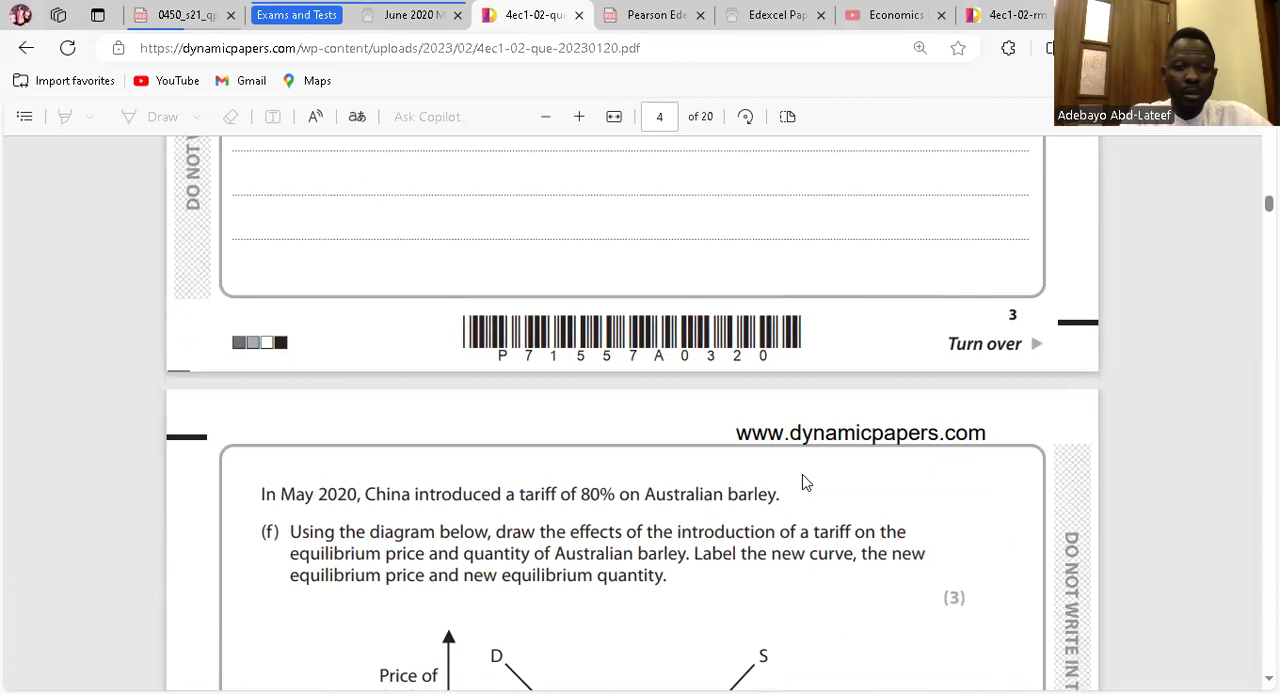 0450_s21_qp
Exams and Tests
June 2020 M
4ec1-02-que
Pearson Ede
Edexcel Pap
Economics
4ec1-02-rm
https://dynamicpapers.com/wp-content/uploads/2023/02/4ec1-02-que-20230120.pdf
Import favorites
YouTube
Gmail
Maps
Draw
Ask Copilot
4
of 20
Adebayo Abd-Lateef
DO NOT
3
P 7 1 5 5 7 A 0 3 2 0
Turn over
www.dynamicpapers.com
In May 2020, China introduced a tariff of 80% on Australian barley.
(f) Using the diagram below, draw the effects of the introduction of a tariff on the
equilibrium price and quantity of Australian barley. Label the new curve, the new
equilibrium price and new equilibrium quantity.
(3)
DO NOT WRITE IN T
D
S
Price of